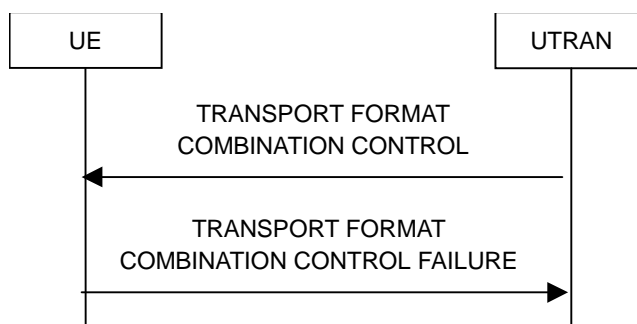 UE
UTRAN
TRANSPORT FORMAT
COMBINATION CONTROL
TRANSPORT FORMAT
COMBINATION CONTROL FAILURE